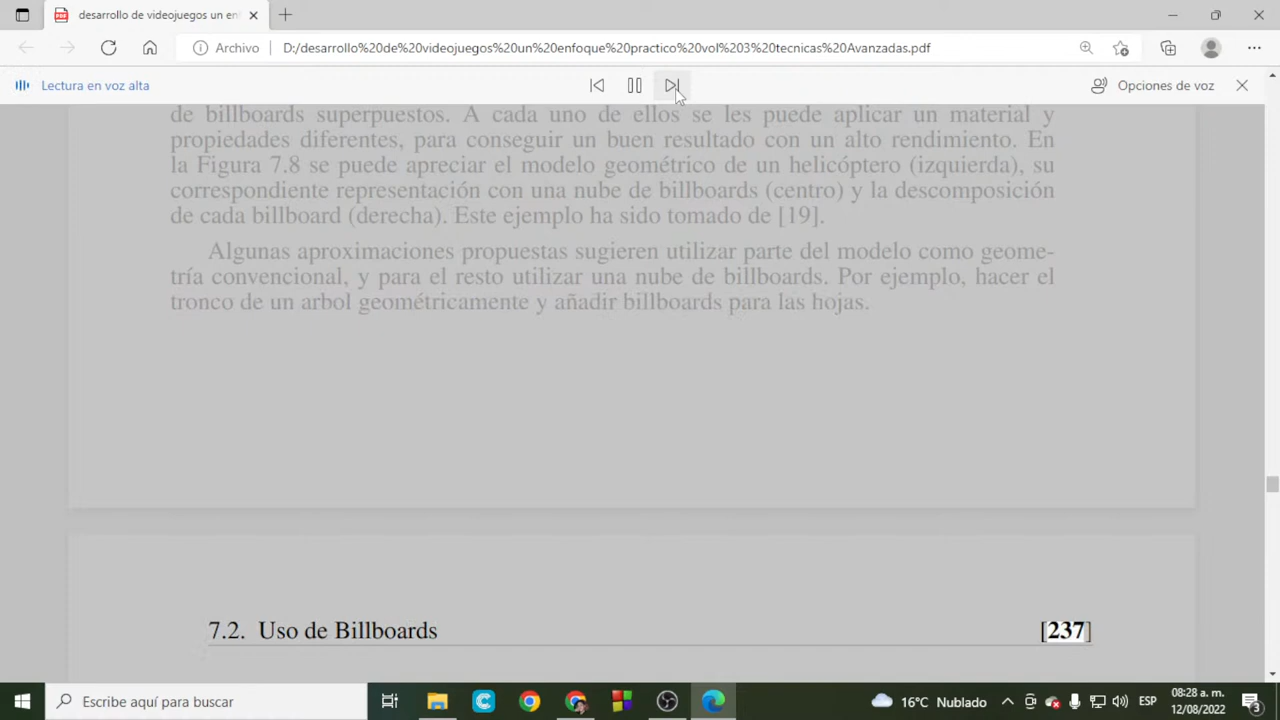 desarrollo de videojuegos un en
Archivo
D:/desarrollo%20de%20videojuegos%20un%20enfoque%20practico%20vol%203%20tecnicas%20Avanzadas.pdf
Lectura en voz alta
Opciones de voz
de billboards superpuestos. A cada uno de ellos se les puede aplicar un material y
propiedades diferentes, para conseguir un buen resultado con un alto rendimiento. En
la Figura 7.8 se puede apreciar el modelo geométrico de un helicóptero (izquierda), su
correspondiente representación con una nube de billboards (centro) y la descomposición
de cada billboard (derecha). Este ejemplo ha sido tomado de [19].
Algunas aproximaciones propuestas sugieren utilizar parte del modelo como geome-
tría convencional, y para el resto utilizar una nube de billboards. Por ejemplo, hacer el
tronco de un arbol geométricamente y añadir billboards para las hojas.
7.2. Uso de Billboards [237]
Escribe aquí para buscar
16°C Nublado
ESP
08:28 a. m.
12/08/2022
3